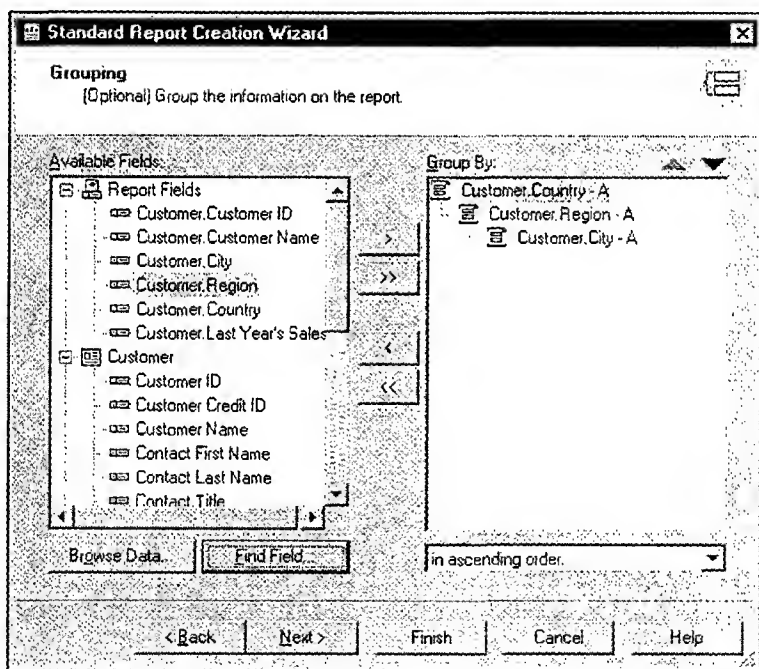 Standard Report Creation Wizard
Grouping
(Optional) Group the information on the report.
Available Fields:
Report Fields
Customer.Customer ID
Customer.Customer Name
Customer.City
Customer.Region
Customer.Country
Customer.Last Year's Sales
Customer
Customer ID
Customer Credit ID
Customer Name
Contact First Name
Contact Last Name
Contact Title
>
>>
<
<<
Group By:
Customer.Country - A
Customer.Region - A
Customer.City - A
Browse Data...
Find Field...
in ascending order.
< Back
Next >
Finish
Cancel
Help